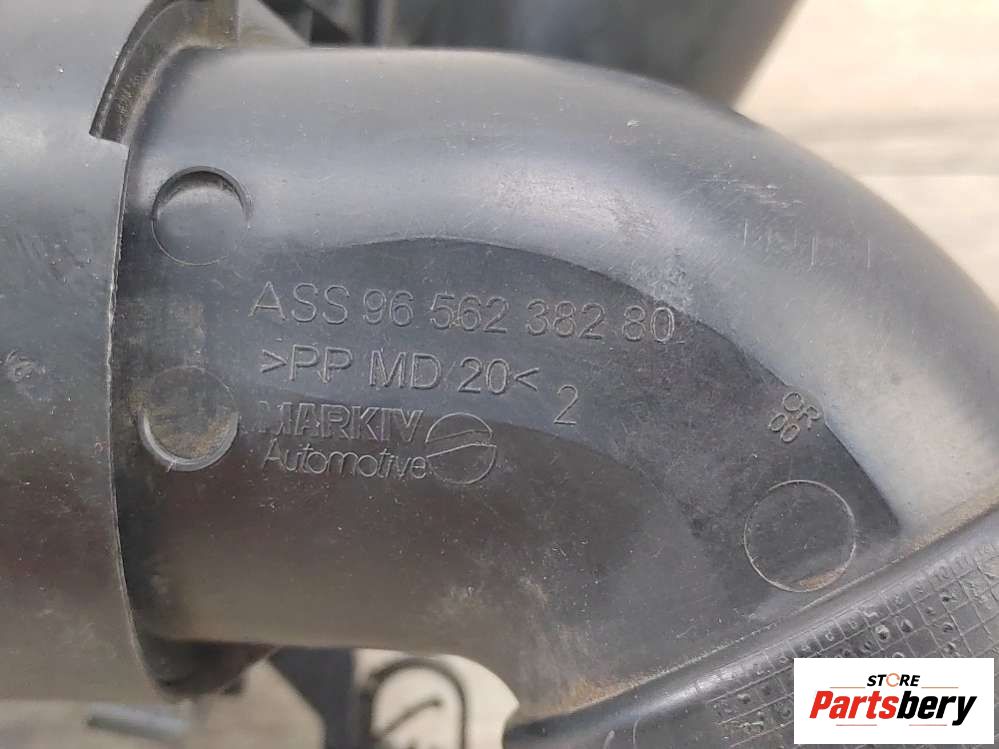 ASS 96 562 382 80
>PP MD 20< 2
MARKIV
Automotive
STORE
Partsbery